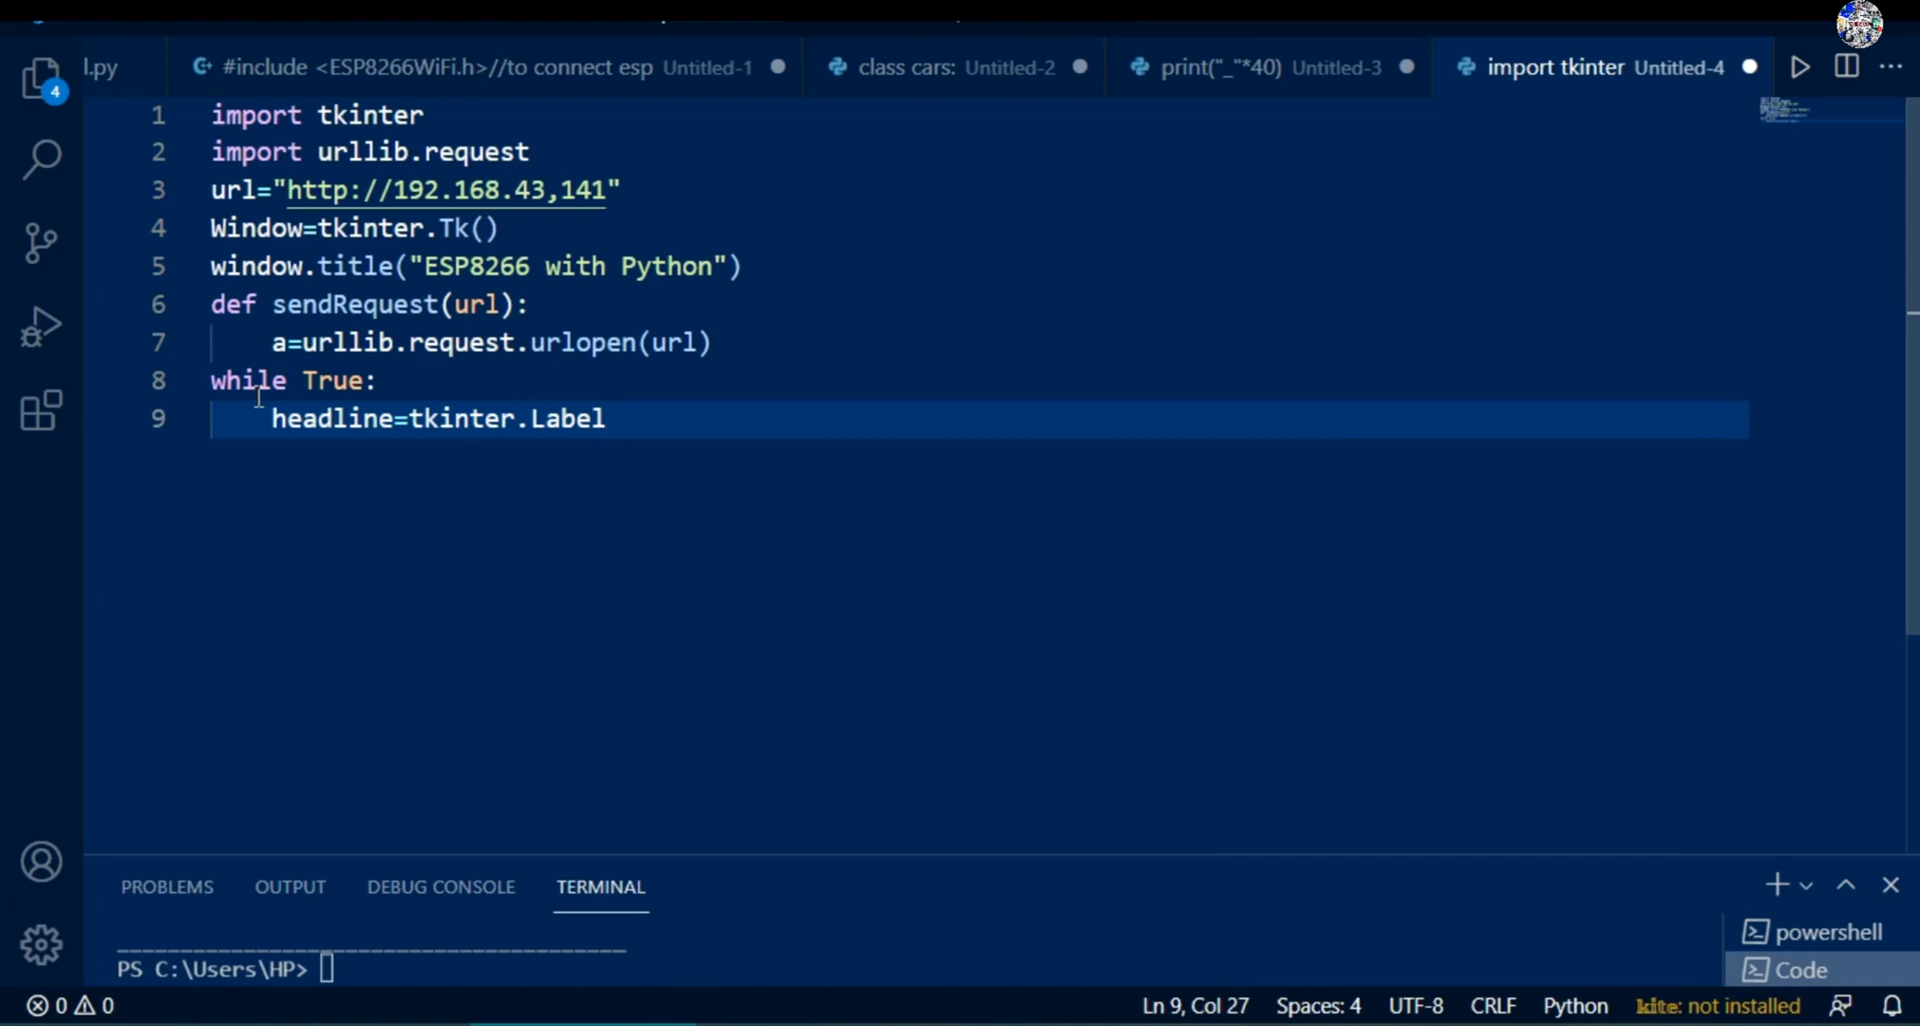 l.py
#include <ESP8266WiFi.h>//to connect esp Untitled-1
class cars: Untitled-2
print("_"*40) Untitled-3
import tkinter Untitled-4
4
1 import tkinter
2 import urllib.request
3 url="http://192.168.43,141"
4 Window=tkinter.Tk()
5 window.title("ESP8266 with Python")
6 def sendRequest(url):
7 a=urllib.request.urlopen(url)
8 while True:
9 headline=tkinter.Label
PROBLEMS OUTPUT DEBUG CONSOLE TERMINAL
powershell
PS C:\Users\HP>
Code
0 0 Ln 9, Col 27 Spaces: 4 UTF-8 CRLF Python kite: not installed